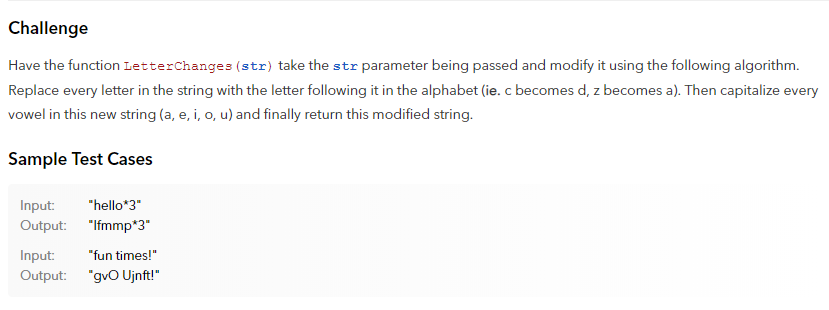 Challenge
Have the function LetterChanges(str) take the str parameter being passed and modify it using the following algorithm.
Replace every letter in the string with the letter following it in the alphabet (ie. c becomes d, z becomes a). Then capitalize every
vowel in this new string (a, e, i, o, u) and finally return this modified string.
Sample Test Cases
Input: "hello*3"
Output: "Ifmmp*3"
Input: "fun times!"
Output: "gvO Ujnft!"